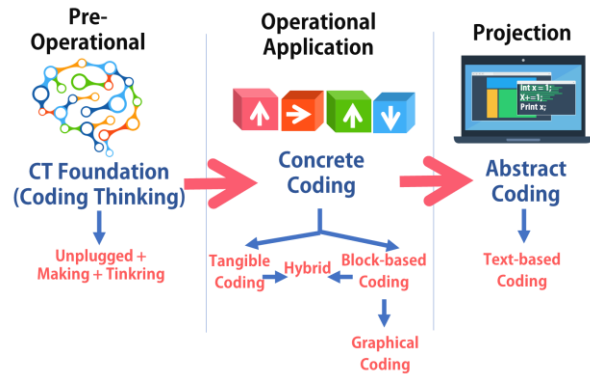 Pre-
Operational
Operational
Application
Projection
int x = 1;
X+=1;
Print x;
CT Foundation
(Coding Thinking)
Concrete
Coding
Abstract
Coding
Unplugged +
Making + Tinkring
Tangible
Coding
Hybrid
Block-based
Coding
Text-based
Coding
Graphical
Coding